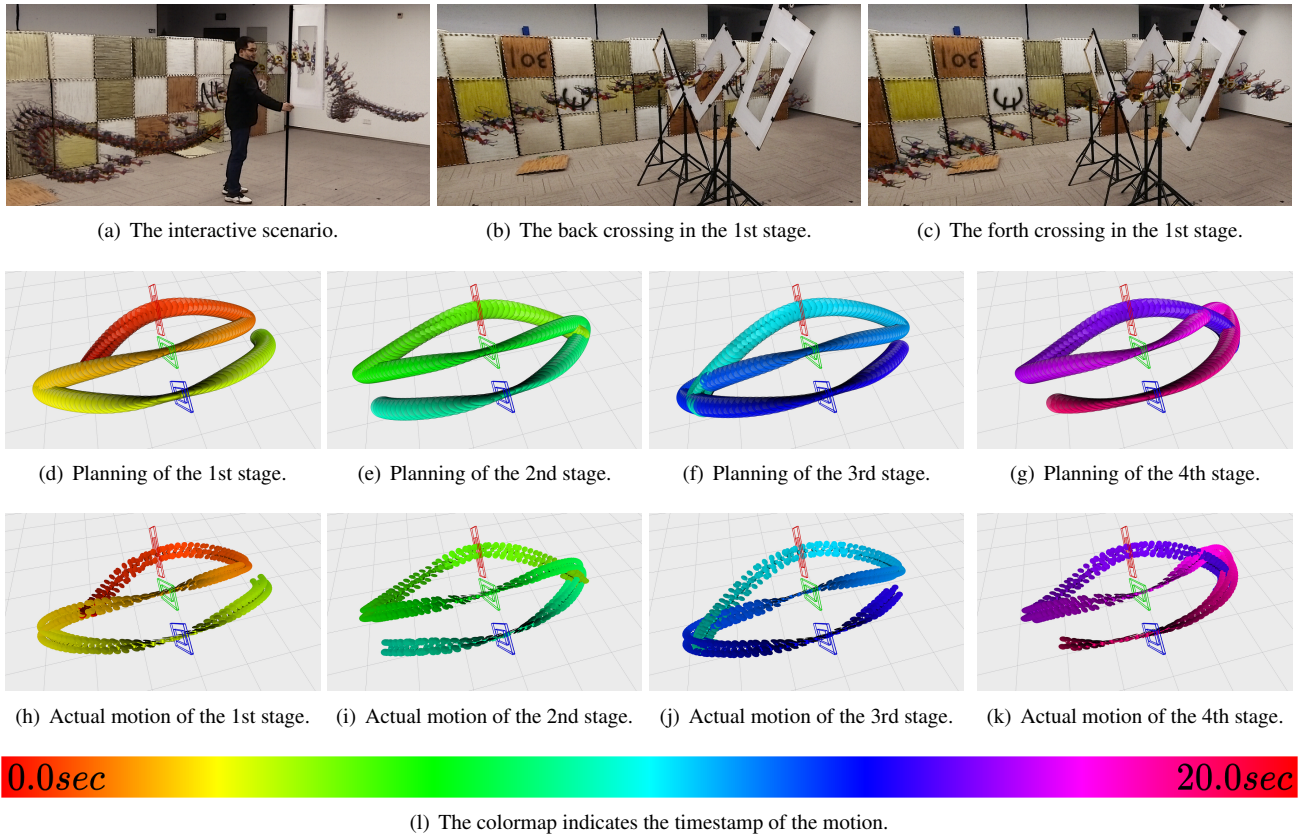 301
301
(a) The interactive scenario.
(b) The back crossing in the 1st stage.
(c) The forth crossing in the 1st stage.
(d) Planning of the 1st stage.
(e) Planning of the 2nd stage.
(f) Planning of the 3rd stage.
(g) Planning of the 4th stage.
(h) Actual motion of the 1st stage.
(i) Actual motion of the 2nd stage.
(j) Actual motion of the 3rd stage.
(k) Actual motion of the 4th stage.
0.0sec
20.0sec
(l) The colormap indicates the timestamp of the motion.